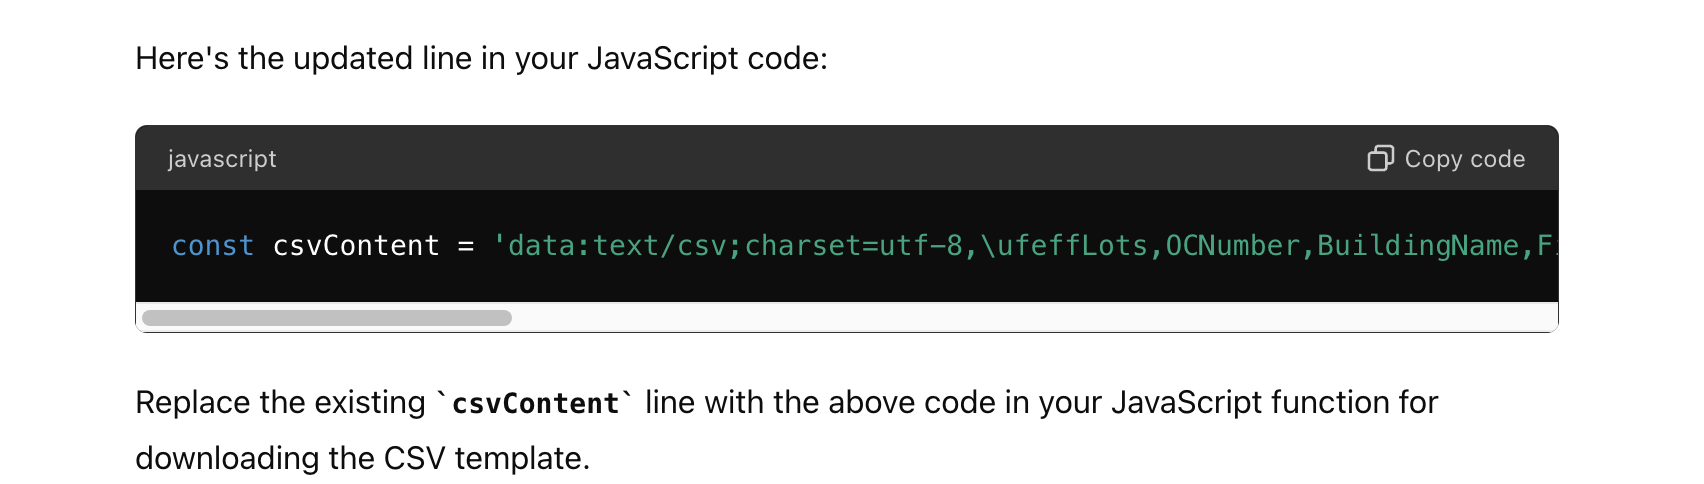 Here's the updated line in your JavaScript code:
javascript
Copy code
const csvContent = 'data:text/csv;charset=utf-8,\ufeffLots,OCNumber,BuildingName,
Replace the existing `csvContent` line with the above code in your JavaScript function for
downloading the CSV template.